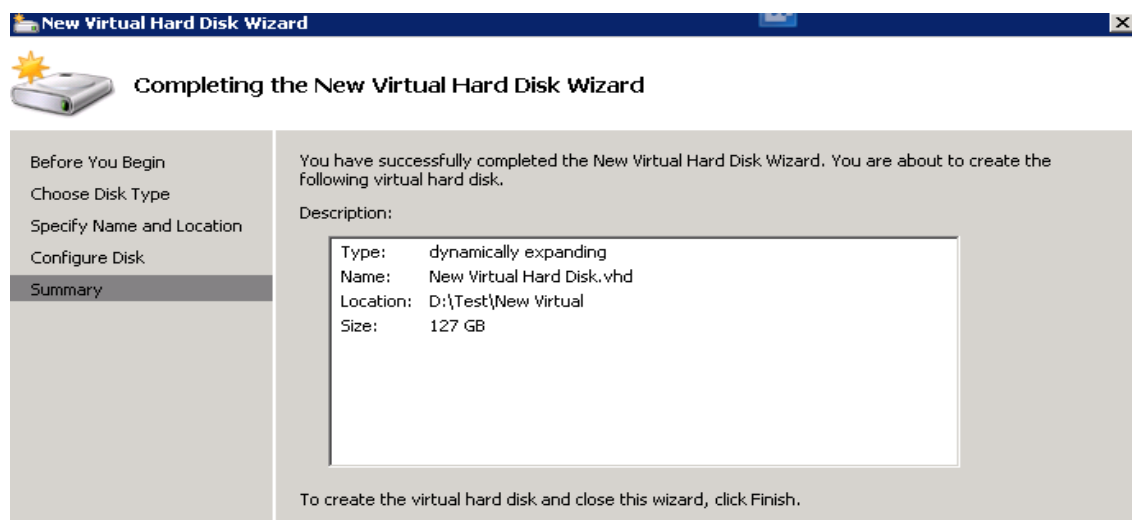 New Virtual Hard Disk Wizard
Completing the New Virtual Hard Disk Wizard
Before You Begin
Choose Disk Type
Specify Name and Location
Configure Disk
Summary
You have successfully completed the New Virtual Hard Disk Wizard. You are about to create the
following virtual hard disk.
Description:
Type: dynamically expanding
Name: New Virtual Hard Disk.vhd
Location: D:\Test\New Virtual
Size: 127 GB
To create the virtual hard disk and close this wizard, click Finish.